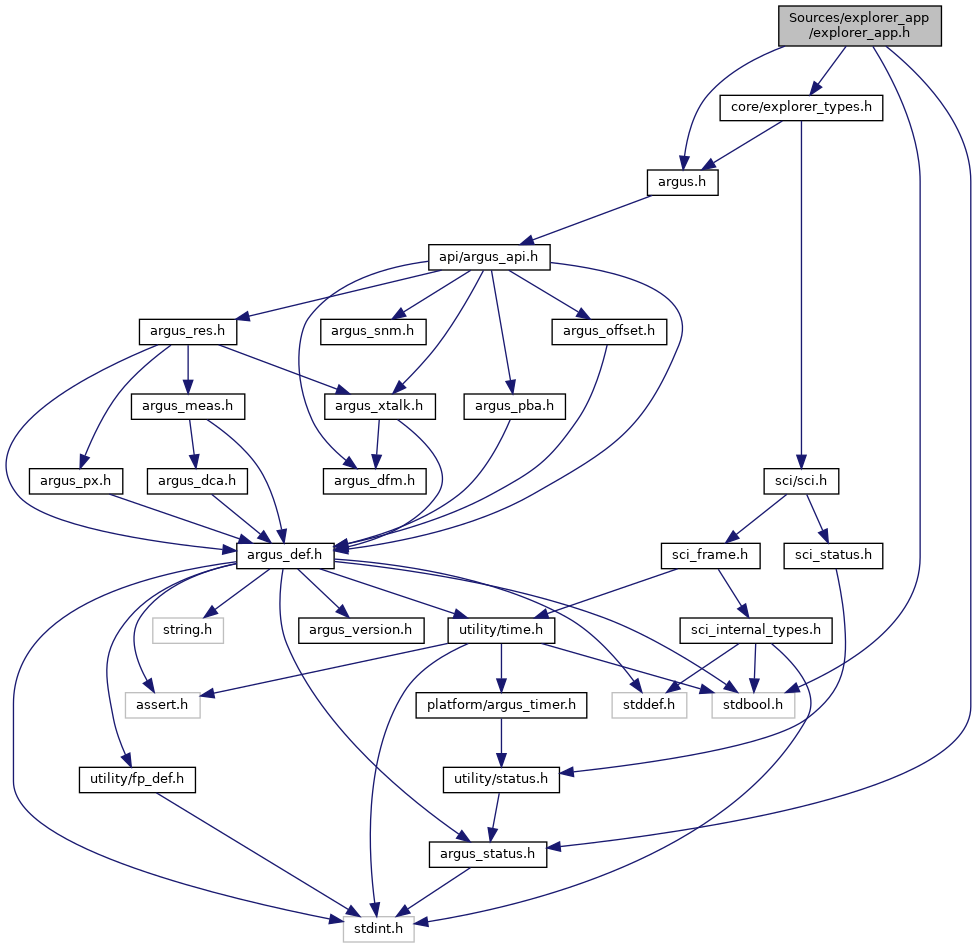 Sources/explorer_app
/explorer_app.h
core/explorer_types.h
argus.h
api/argus_api.h
argus_res.h
argus_snm.h
argus_offset.h
argus_meas.h
argus_xtalk.h
argus_pba.h
argus_px.h
argus_dca.h
argus_dfm.h
sci/sci.h
argus_def.h
sci_frame.h
sci_status.h
string.h
argus_version.h
utility/time.h
sci_internal_types.h
assert.h
platform/argus_timer.h
stddef.h
stdbool.h
utility/fp_def.h
utility/status.h
argus_status.h
stdint.h